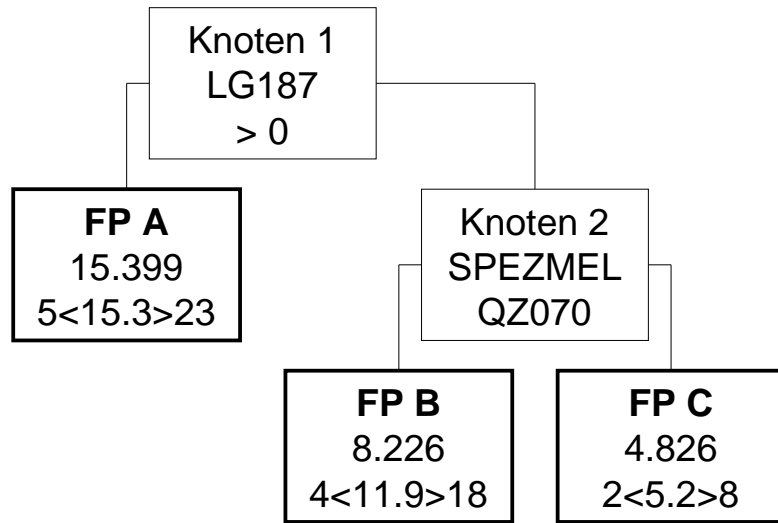 Knoten 1
LG187
> 0
FP A
15.399
5<15.3>23
Knoten 2
SPEZMEL
QZ070
FP B
8.226
4<11.9>18
FP C
4.826
2<5.2>8